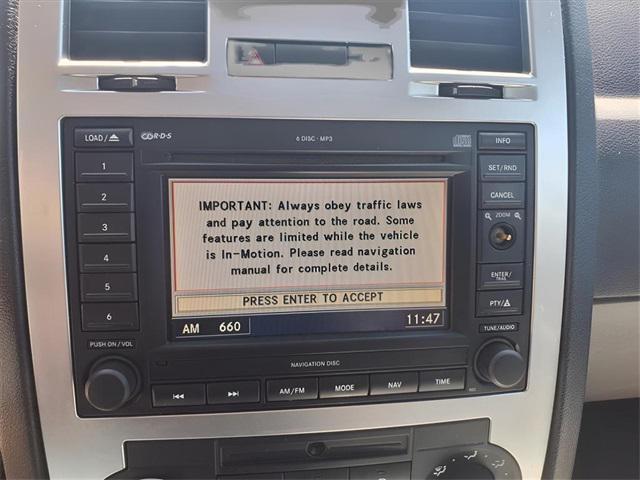 LOAD/
R·D·S
6 DISC · MP3
INFO
1
2
3
4
5
6
SET/RND
CANCEL
ZOOM
ENTER/
TRAIL
PTY/
TUNE/AUDIO
IMPORTANT: Always obey traffic laws
and pay attention to the road. Some
features are limited while the vehicle
is In-Motion. Please read navigation
manual for complete details.
PRESS ENTER TO ACCEPT
AM 660 11:47
PUSH ON / VOL
NAVIGATION DISC
AM/FM
MODE
NAV
TIME